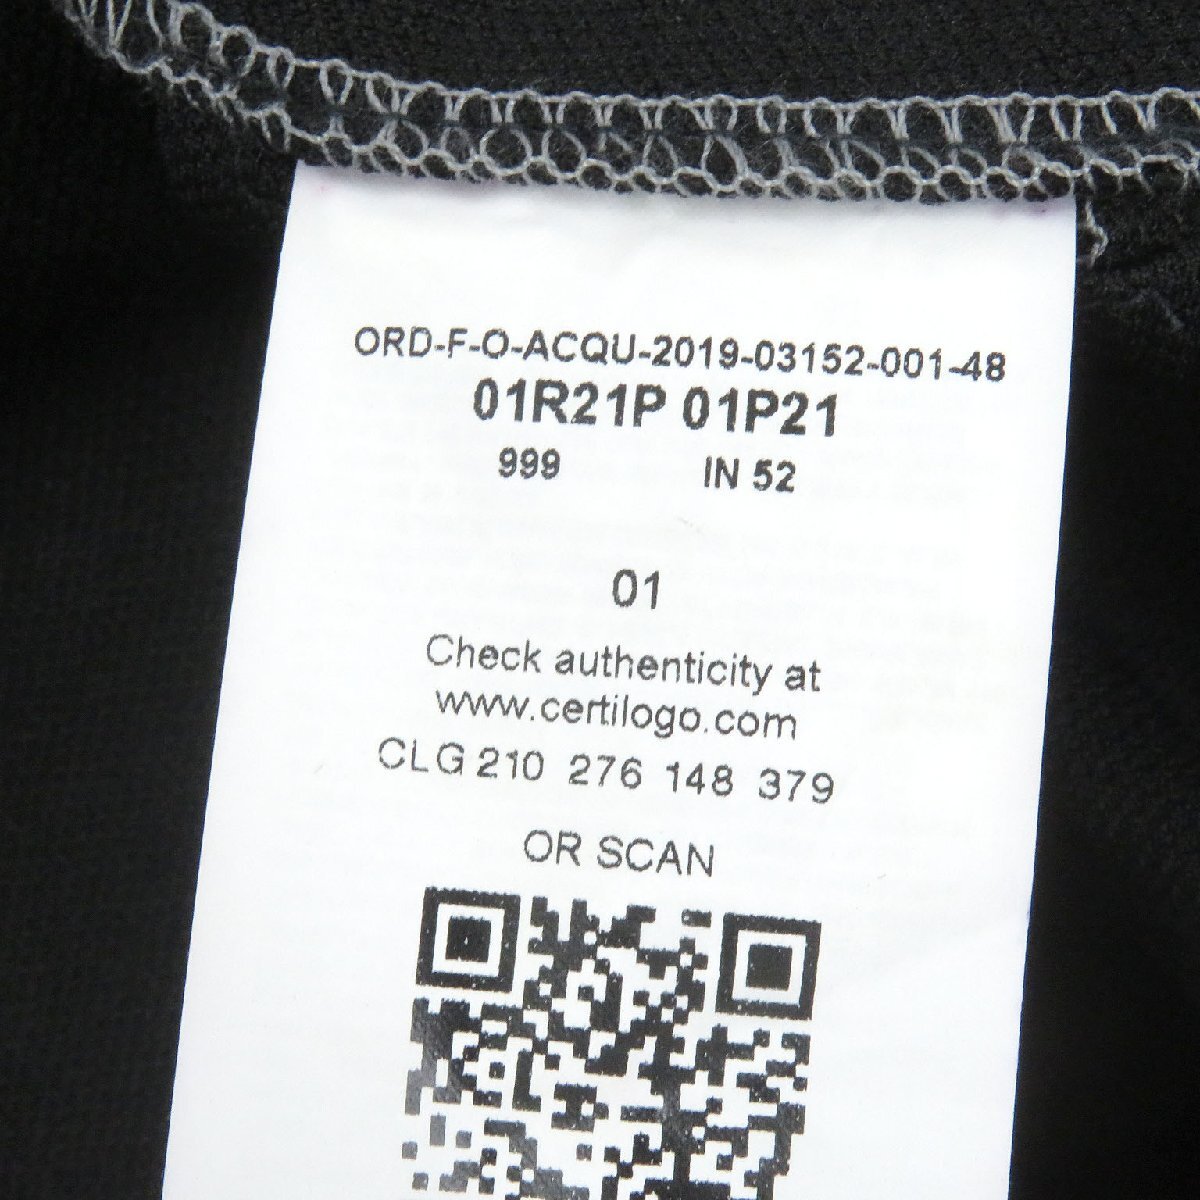 ORD-F-O-ACQU-2019-03152-001-48
01R21P 01P21
999 IN 52
01
Check authenticity at
www.certilogo.com
CLG 210 276 148 379
OR SCAN